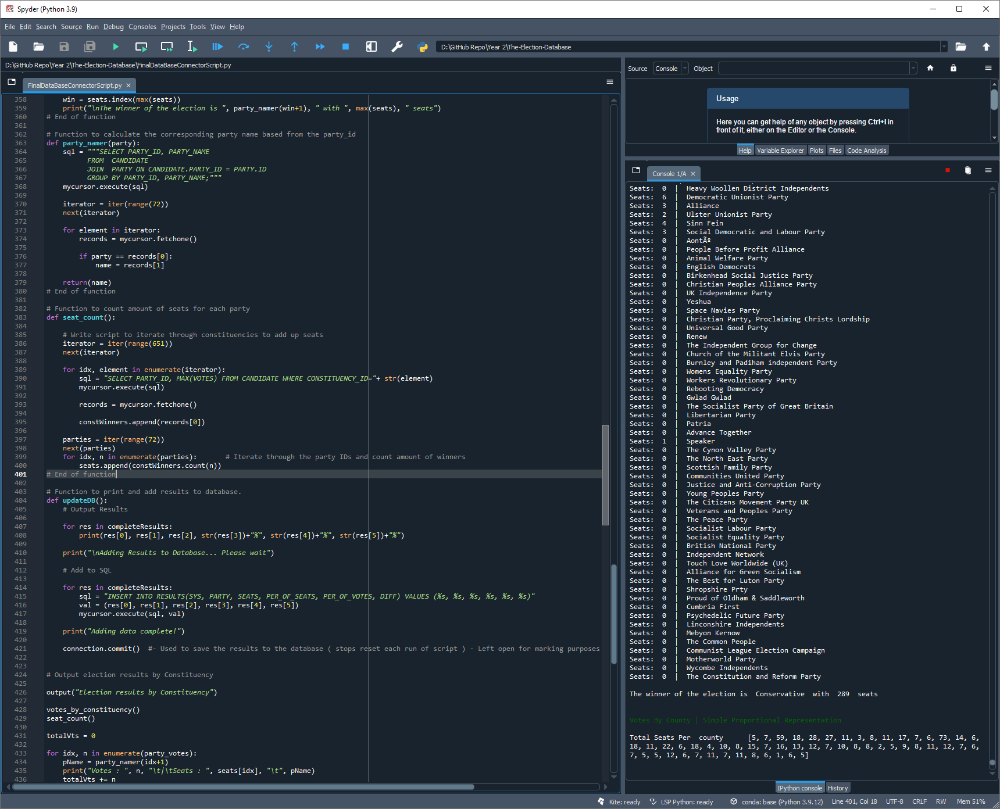 Spyder (Python 3.9)
File Edit Search Source Run Debug Consoles Projects Tools View Help
D:\GitHub Repo\Year 2\The-Election-Database
D:\GitHub Repo\Year 2\The-Election-Database\FinalDataBaseConnectorScript.py
FinalDataBaseConnectorScript.py
358 win = seats.index(max(seats))
359 print("\nThe winner of the election is ", party_namer(win+1), " with ", max(seats), " seats")
360 # End of function
361
362 # Function to calculate the corresponding party name based from the party_id
363 def party_namer(party):
364 sql = """SELECT PARTY_ID, PARTY_NAME
365 FROM CANDIDATE
366 JOIN PARTY ON CANDIDATE.PARTY_ID = PARTY.ID
367 GROUP BY PARTY_ID, PARTY_NAME;"""
368 mycursor.execute(sql)
369
370 iterator = iter(range(72))
371 next(iterator)
372
373 for element in iterator:
374 records = mycursor.fetchone()
375
376 if party == records[0]:
377 name = records[1]
378
379 return(name)
380 # End of function
381
382 # Function to count amount of seats for each party
383 def seat_count():
384
385 # Write script to iterate through constituencies to add up seats
386 iterator = iter(range(651))
387 next(iterator)
388
389 for idx, element in enumerate(iterator):
390 sql = "SELECT PARTY_ID, MAX(VOTES) FROM CANDIDATE WHERE CONSTITUENCY_ID="+ str(element)
391 mycursor.execute(sql)
392
393 records = mycursor.fetchone()
394
395 constWinners.append(records[0])
396
397 parties = iter(range(72))
398 next(parties)
399 for idx, n in enumerate(parties): # Iterate through the party IDs and count amount of winners
400 seats.append(constWinners.count(n))
401 # End of function
402
403 # Function to print and add results to database.
404 def updateDB():
405 # Output Results
406
407 for res in completeResults:
408 print(res[0], res[1], res[2], str(res[3])+"%", str(res[4])+"%", str(res[5])+"%")
409
410 print("\nAdding Results to Database... Please wait")
411
412 # Add to SQL
413
414 for res in completeResults:
415 sql = "INSERT INTO RESULTS(SYS, PARTY, SEATS, PER_OF_SEATS, PER_OF_VOTES, DIFF) VALUES (%s, %s, %s, %s, %s, %s)"
416 val = (res[0], res[1], res[2], res[3], res[4], res[5])
417 mycursor.execute(sql, val)
418
419 print("Adding data complete!")
420
421 connection.commit() #- Used to save the results to the database ( stops reset each run of script ) - Left open for marking purposes
422
423
424 # Output election results by Constituency
425
426 output("Election results by Constituency")
427
428 votes_by_constituency()
429 seat_count()
430
431 totalVts = 0
432
433 for idx, n in enumerate(party_votes):
434 pName = party_namer(idx+1)
435 print("Votes : ", n, "\t|\tSeats : ", seats[idx], "\t", pName)
436 totalVts += n
Source Console Object
Usage
Here you can get help of any object by pressing Ctrl+I in
front of it, either on the Editor or the Console.
Help Variable Explorer Plots Files Code Analysis
Console 1/A
Seats: 0 | Heavy Woollen District Independents
Seats: 6 | Democratic Unionist Party
Seats: 3 | Alliance
Seats: 2 | Ulster Unionist Party
Seats: 4 | Sinn Fein
Seats: 3 | Social Democratic and Labour Party
Seats: 0 | AontÃº
Seats: 0 | People Before Profit Alliance
Seats: 0 | Animal Welfare Party
Seats: 0 | English Democrats
Seats: 0 | Birkenhead Social Justice Party
Seats: 0 | Christian Peoples Alliance Party
Seats: 0 | UK Independence Party
Seats: 0 | Yeshua
Seats: 0 | Space Navies Party
Seats: 0 | Christian Party, Proclaiming Christs Lordship
Seats: 0 | Universal Good Party
Seats: 0 | Renew
Seats: 0 | The Independent Group for Change
Seats: 0 | Church of the Militant Elvis Party
Seats: 0 | Burnley and Padiham independent Party
Seats: 0 | Womens Equality Party
Seats: 0 | Workers Revolutionary Party
Seats: 0 | Rebooting Democracy
Seats: 0 | Gwlad Gwlad
Seats: 0 | The Socialist Party of Great Britain
Seats: 0 | Libertarian Party
Seats: 0 | Patria
Seats: 0 | Advance Together
Seats: 1 | Speaker
Seats: 0 | The Cynon Valley Party
Seats: 0 | The North East Party
Seats: 0 | Scottish Family Party
Seats: 0 | Communities United Party
Seats: 0 | Justice and Anti-Corruption Party
Seats: 0 | Young Peoples Party
Seats: 0 | The Citizens Movement Party UK
Seats: 0 | Veterans and Peoples Party
Seats: 0 | The Peace Party
Seats: 0 | Socialist Labour Party
Seats: 0 | Socialist Equality Party
Seats: 0 | British National Party
Seats: 0 | Independent Network
Seats: 0 | Touch Love Worldwide (UK)
Seats: 0 | Alliance for Green Socialism
Seats: 0 | The Best for Luton Party
Seats: 0 | Shropshire Prty
Seats: 0 | Proud of Oldham & Saddleworth
Seats: 0 | Cumbria First
Seats: 0 | Psychedelic Future Party
Seats: 0 | Linconshire Independents
Seats: 0 | Mebyon Kernow
Seats: 0 | The Common People
Seats: 0 | Communist League Election Campaign
Seats: 0 | Motherworld Party
Seats: 0 | Wycombe Independents
Seats: 0 | The Constitution and Reform Party
The winner of the election is Conservative with 289 seats
Votes By County | Simple Proportional Representation
Total Seats Per county [5, 7, 59, 18, 28, 27, 11, 3, 8, 11, 17, 7, 6, 73, 14, 6,
18, 11, 22, 6, 18, 4, 10, 8, 15, 7, 16, 13, 12, 7, 10, 8, 8, 2, 5, 9, 8, 11, 12, 7, 6,
7, 5, 5, 12, 6, 7, 11, 7, 11, 8, 6, 1, 6, 5]
IPython console History
Kite: ready LSP Python: ready conda: base (Python 3.9.12) Line 401, Col 18 UTF-8 CRLF RW Mem 51%